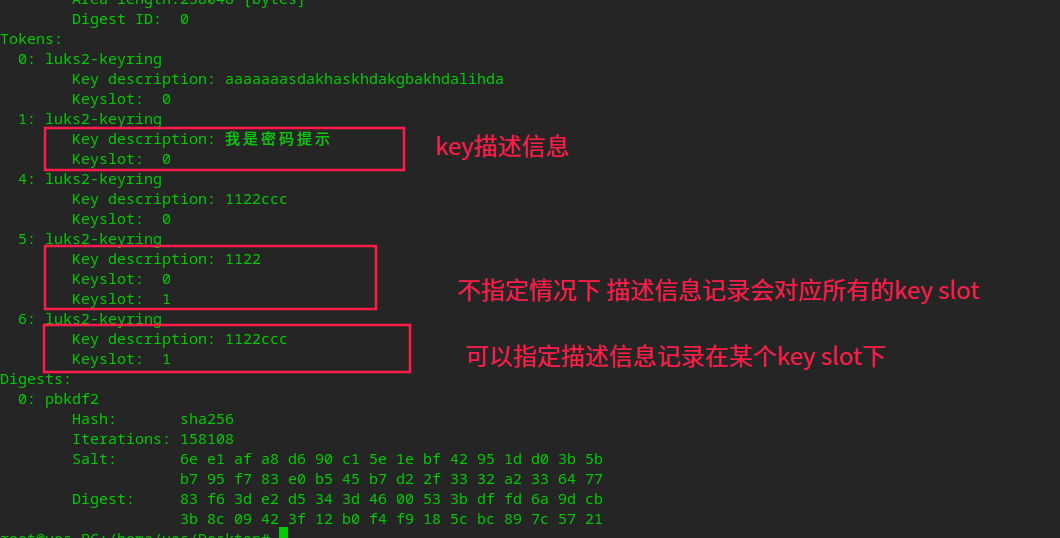 Area length:258048 [bytes]
Digest ID:  0
Tokens:
0: luks2-keyring
Key description: aaaaaaasdakhaskhdakgbakhdalihda
Keyslot:  0
1: luks2-keyring
Key description: 我是密码提示
key描述信息
Keyslot:  0
4: luks2-keyring
Key description: 1122ccc
Keyslot:  0
5: luks2-keyring
Key description: 1122
Keyslot:  0
不指定情况下 描述信息记录会对应所有的key slot
Keyslot:  1
6: luks2-keyring
Key description: 1122ccc
可以指定描述信息记录在某个key slot下
Keyslot:  1
Digests:
0: pbkdf2
Hash:       sha256
Iterations: 158108
Salt:       6e e1 af a8 d6 90 c1 5e 1e bf 42 95 1d d0 3b 5b
b7 95 f7 83 e0 b5 45 b7 d2 2f 33 32 a2 33 64 77
Digest:     83 f6 3d e2 d5 34 3d 46 00 53 3b df fd 6a 9d cb
3b 8c 09 42 3f 12 b0 f4 f9 18 5c bc 89 7c 57 21
root@uos-PC:/home/uos/Desktop#